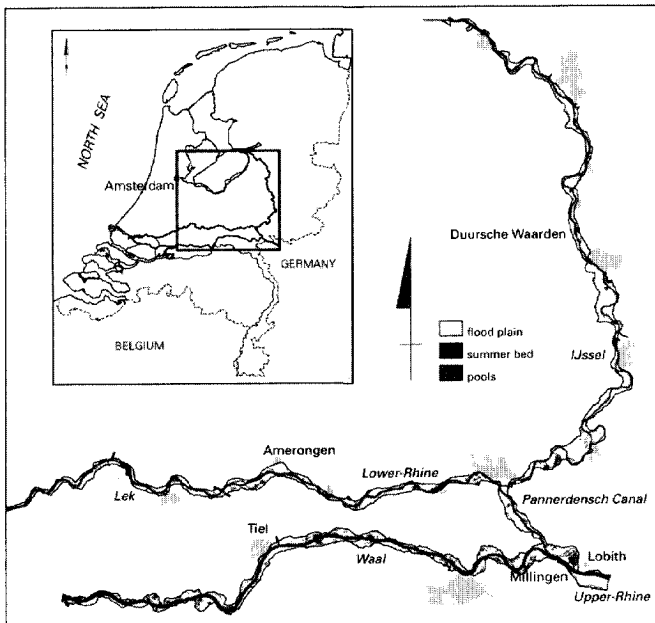 NORTH SEA
Amsterdam
GERMANY
BELGIUM
Duursche Waarden
flood plain
summer bed
pools
IJssel
Amerongen
Lower-Rhine
Lek
Pannerdensch Canal
Tiel
Waal
Lobith
Millingen
Upper-Rhine